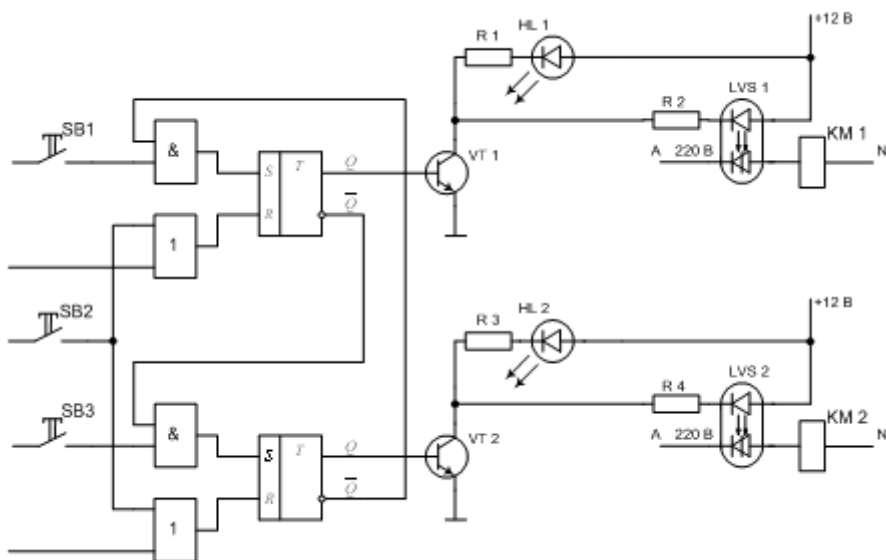 +12 В
R 1
HL 1
SB1
&
S
T
Q
Q
R
1
VT 1
R 2
LVS 1
A
220 В
KM 1
N
SB2
SB3
&
S
T
Q
Q
R
1
VT 2
R 3
HL 2
+12 В
R 4
LVS 2
A
220 В
KM 2
N